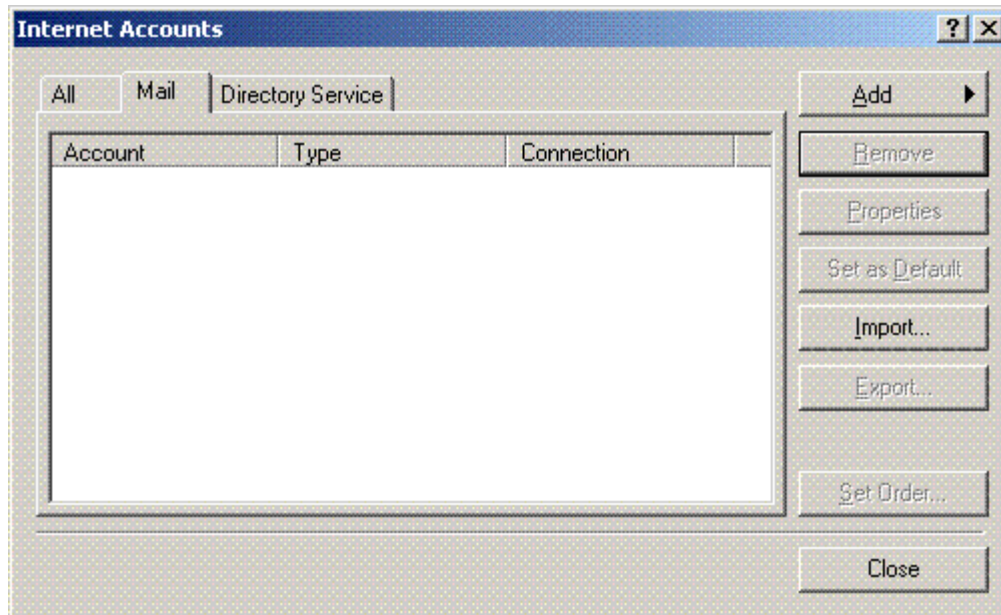 Internet Accounts
All Mail Directory Service
Account Type Connection
Add
Remove
Properties
Set as Default
Import...
Export...
Set Order...
Close